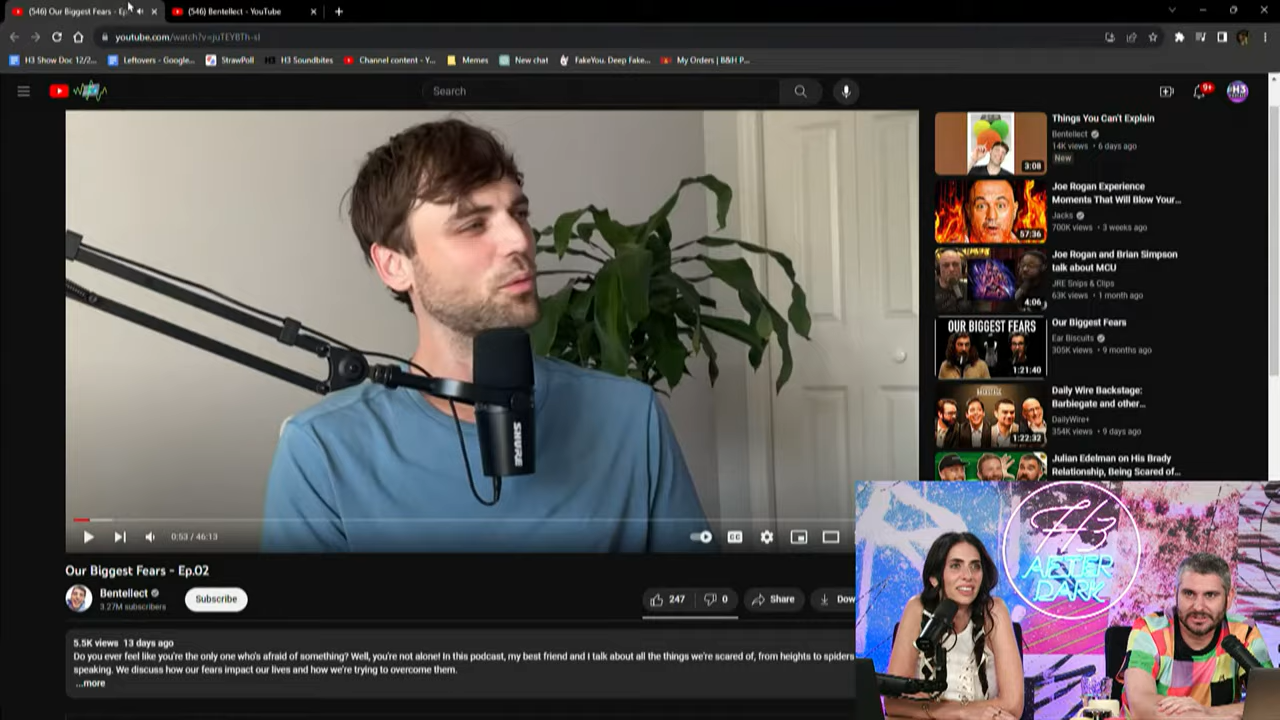 (546) Our Biggest Fears - Ep
(546) Bentellect - YouTube
youtube.com/watch?v=juTEYBTh-sI
H3 Show Doc 12/2...
Leftovers - Google...
StrawPoll
H3 Soundbites
Channel content - Y...
Memes
New chat
FakeYou. Deep Fake...
My Orders | B&H P...
Search
9+
H3
SHURE
0:53 / 46:13
CC
Our Biggest Fears - Ep.02
Bentellect
3.27M subscribers
Subscribe
247
0
Share
Dow
5.5K views 13 days ago
Do you ever feel like you're the only one who's afraid of something? Well, you're not alone! In this podcast, my best friend and I talk about all the things we're scared of, from heights to spiders
speaking. We discuss how our fears impact our lives and how we're trying to overcome them.
...more
3:08
Things You Can't Explain
Bentellect
14K views • 6 days ago
New
57:36
Joe Rogan Experience
Moments That Will Blow Your...
Jacks
700K views • 3 weeks ago
4:06
Joe Rogan and Brian Simpson
talk about MCU
JRE Snips & Clips
63K views • 1 month ago
OUR BIGGEST FEARS
1:21:40
Our Biggest Fears
Ear Biscuits
305K views • 9 months ago
1:22:32
Daily Wire Backstage:
Barbiegate and other...
DailyWire+
354K views • 9 days ago
Julian Edelman on His Brady
Relationship, Being Scared of...
H3
AFTER
DARK